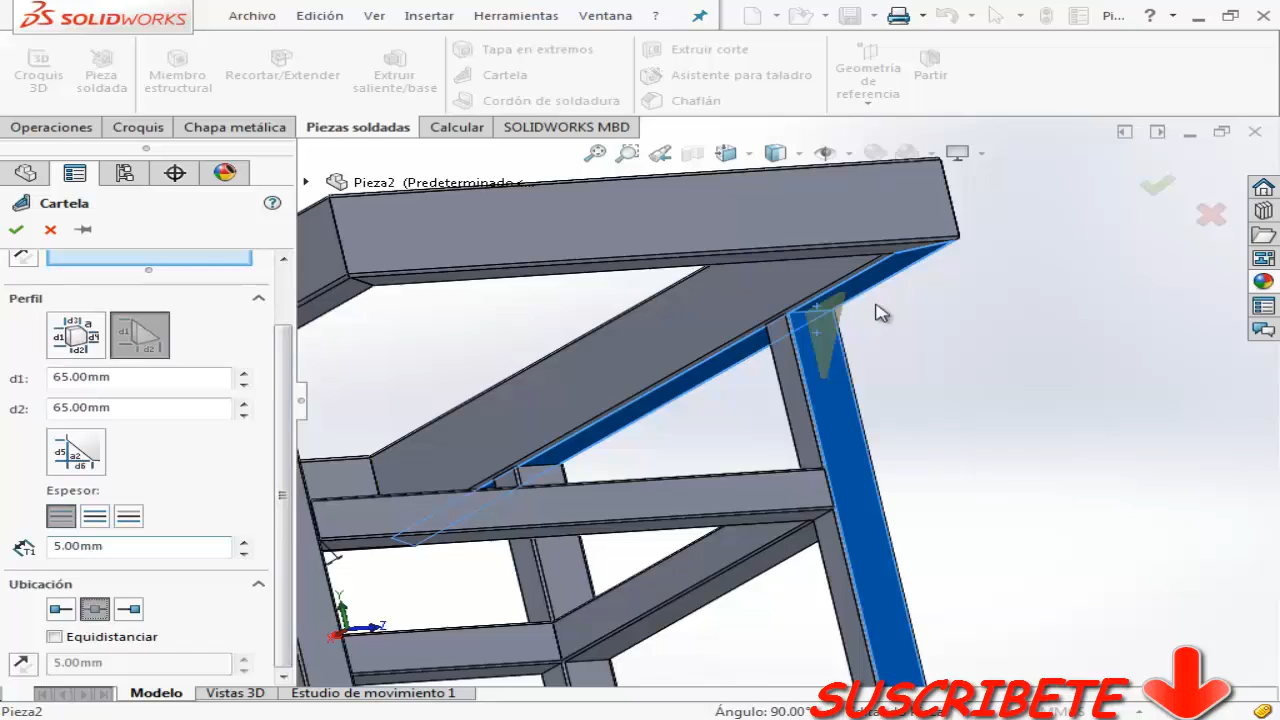 SOLIDWORKS
Archivo Edición Ver Insertar Herramientas Ventana ? Pi... ?
Croquis 3D
Pieza soldada
Miembro estructural
Recortar/Extender
Extruir saliente/base
Tapa en extremos
Cartela
Cordón de soldadura
Extruir corte
Asistente para taladro
Chaflán
Geometría de referencia
Partir
Operaciones Croquis Chapa metálica Piezas soldadas Calcular SOLIDWORKS MBD
Pieza2 (Predeterminado<...
Cartela
Perfil
d1: 65.00mm
d2: 65.00mm
Espesor:
T1 5.00mm
Ubicación
Equidistanciar
5.00mm
Y
Z
Modelo Vistas 3D Estudio de movimiento 1
Pieza2 Ángulo: 90.00°
SUSCRIBETE